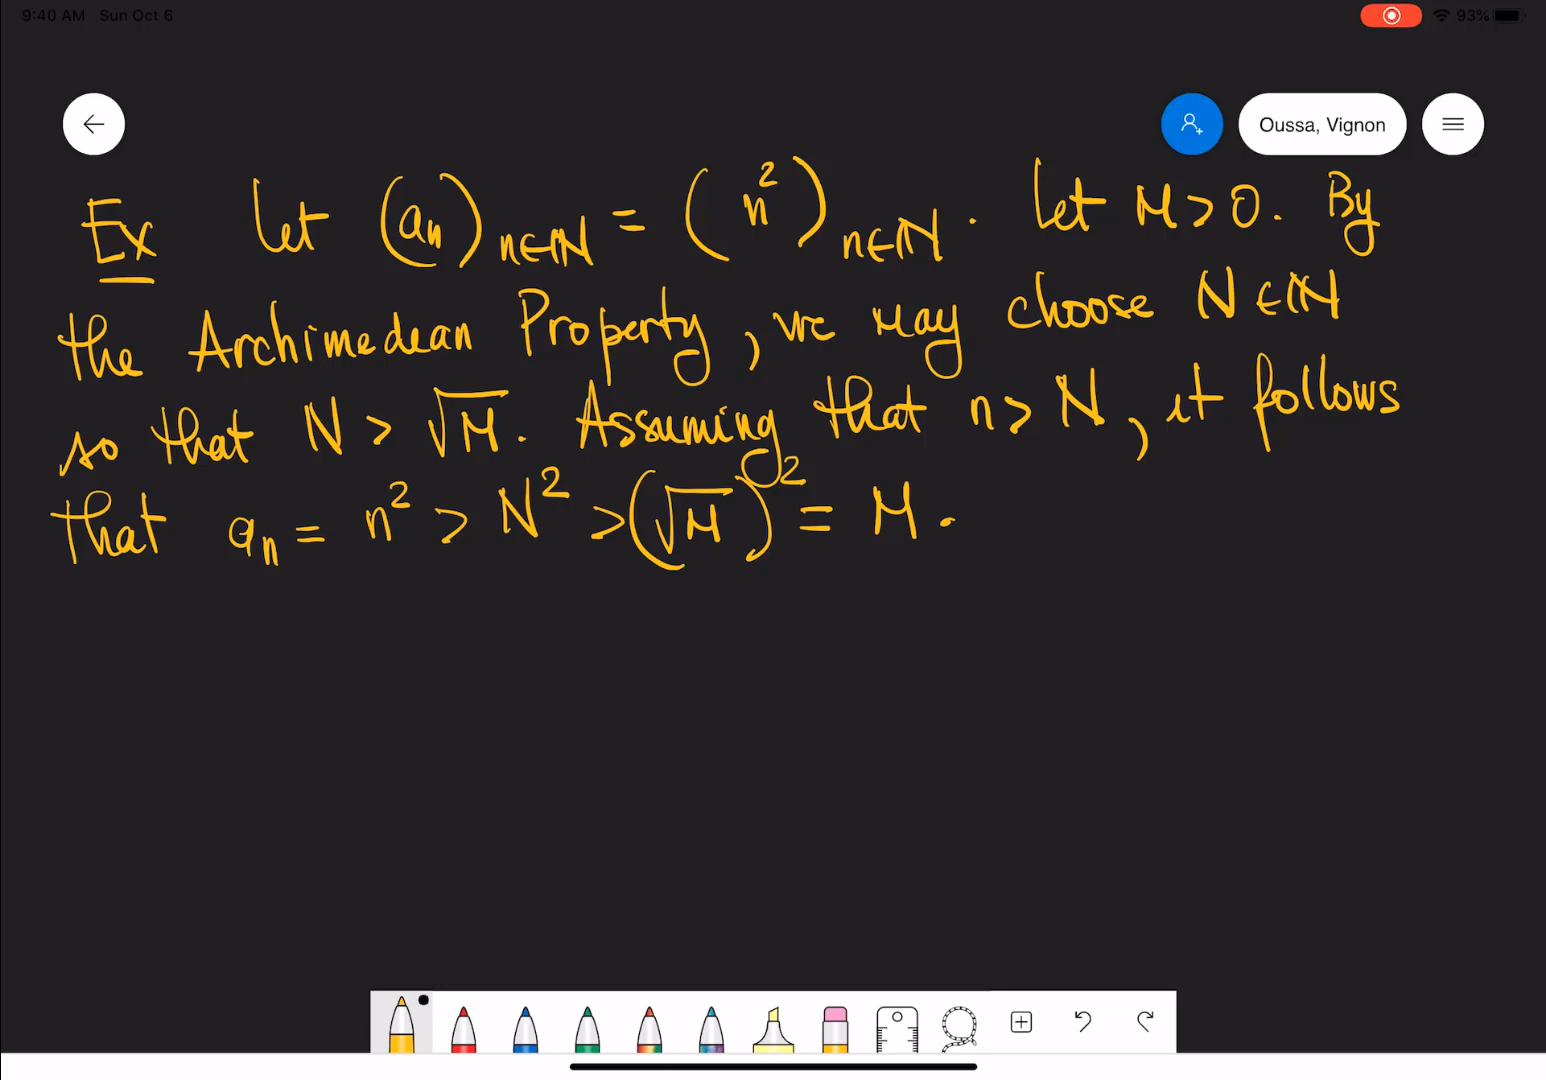 9:40 AM Sun Oct 6
93%
Oussa, Vignon
Ex Let (aₙ)ₙ∈ℕ = (n²)ₙ∈ℕ. Let M > 0. By
the Archimedean Property, we may choose N ∈ ℕ
so that N > √M. Assuming that n > N, it follows
that aₙ = n² > N² > (√M)² = M.